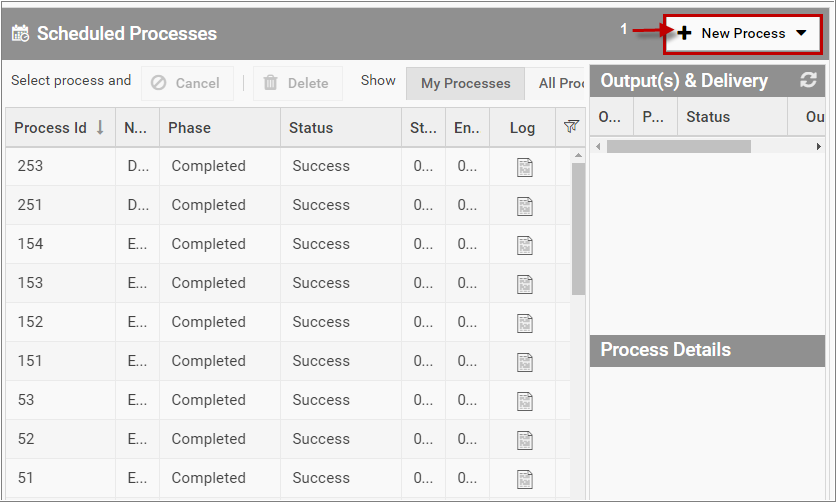 Scheduled Processes
1
New Process
Select process and Cancel Delete Show My Processes All Proc
Process Id N... Phase Status St... En.. Log
253 D... Completed Success 0... 0...
251 D... Completed Success 0... 0...
154 E... Completed Success 0... 0...
153 E... Completed Success 0... 0...
152 E... Completed Success 0... 0...
151 E... Completed Success 0... 0...
53 E... Completed Success 0... 0...
52 E... Completed Success 0... 0...
51 E... Completed Success 0... 0...
Output(s) & Delivery
O... P... Status Ou
Process Details